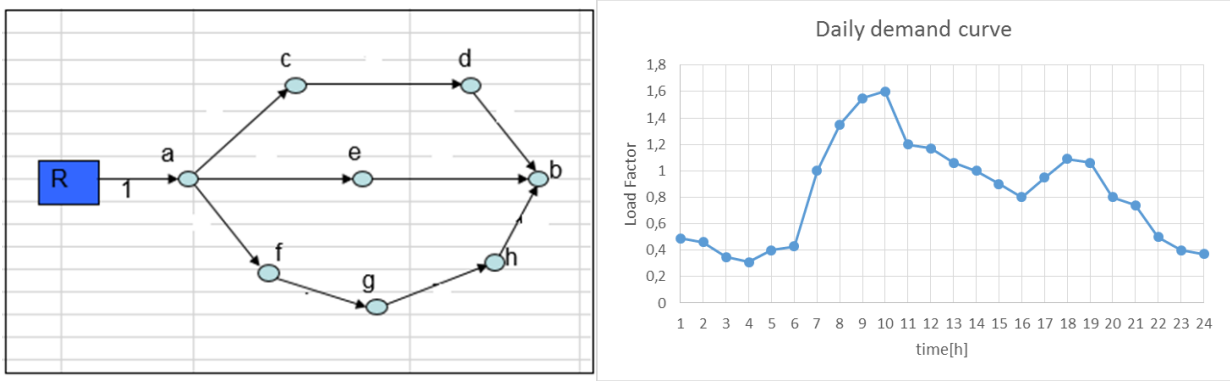 c
d
a
e
b
R
1
f
h
g
Daily demand curve
1,8
1,6
1,4
1,2
1
0,8
0,6
0,4
0,2
0
Load Factor
1 2 3 4 5 6 7 8 9 10 11 12 13 14 15 16 17 18 19 20 21 22 23 24
time[h]